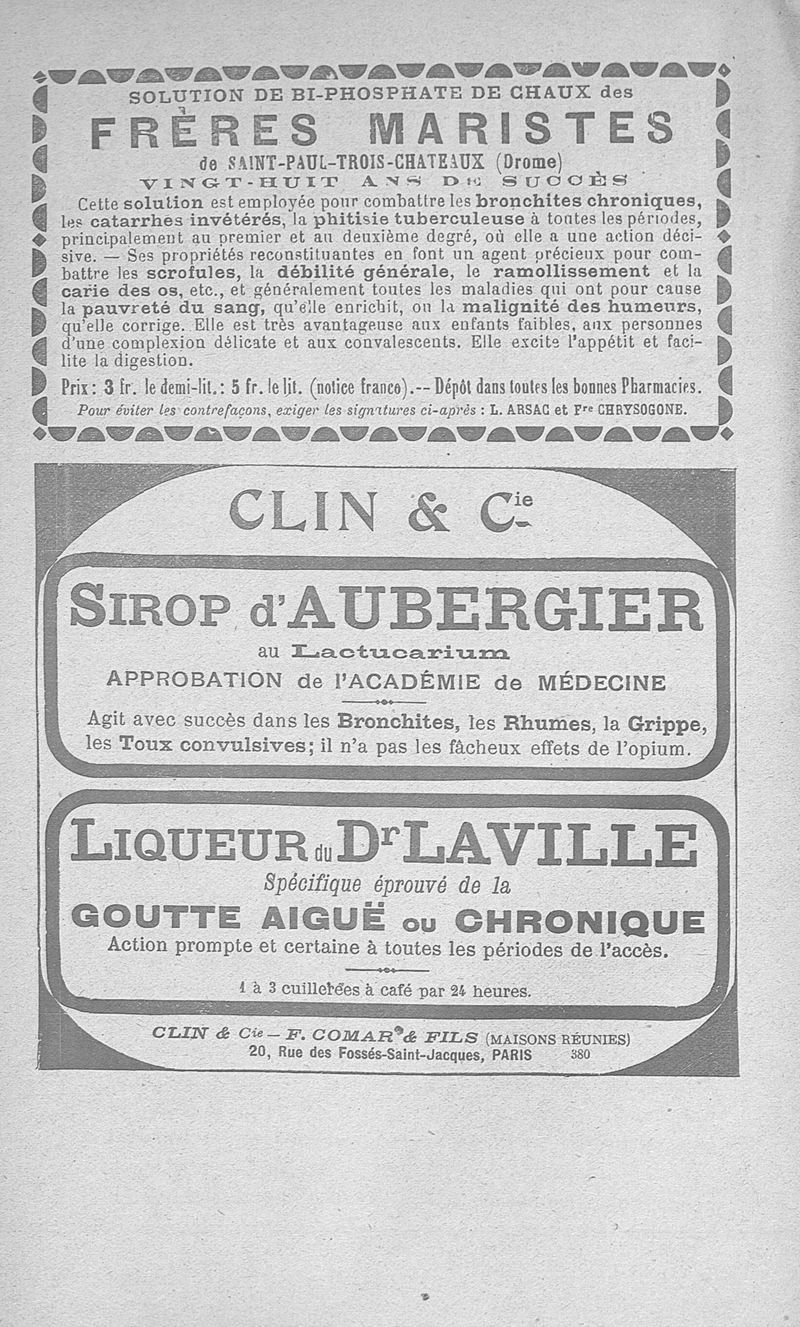 SOLUTION DE BI-PHOSPHATE DE CHAUX des
FRÈRES MARISTES
de SAINT-PAUL-TROIS-CHATEAUX (Drome)
VINGT-HUIT ANS DE SUCCÈS
Cette solution est employée pour combattre les bronchites chroniques,
les catarrhes invétérés, la phitisie tuberculeuse à toutes les périodes,
principalement au premier et au deuxième degré, où elle a une action déci-
sive. — Ses propriétés reconstituantes en font un agent précieux pour com-
battre les scrofules, la débilité générale, le ramollissement et la
carie des os, etc., et généralement toutes les maladies qui ont pour cause
la pauvreté du sang, qu'elle enrichit, ou la malignité des humeurs,
qu'elle corrige. Elle est très avantageuse aux enfants faibles, aux personnes
d'une complexion délicate et aux convalescents. Elle excite l'appétit et faci-
lite la digestion.
Prix : 3 fr. le demi-lit. : 5 fr. le lit. (notice franco).-- Dépôt dans toutes les bonnes Pharmacies.
Pour éviter les contrefaçons, exiger les signatures ci-après : L. ARSAC et Fre CHRYSOGONE.
CLIN & Cie
SIROP d'AUBERGIER
au Lactucarium
APPROBATION de l'ACADÉMIE de MÉDECINE
Agit avec succès dans les Bronchites, les Rhumes, la Grippe,
les Toux convulsives; il n'a pas les fâcheux effets de l'opium.
LIQUEUR du Dr LAVILLE
Spécifique éprouvé de la
GOUTTE AIGUË OU CHRONIQUE
Action prompte et certaine à toutes les périodes de l'accès.
1 à 3 cuillerées à café par 24 heures.
CLIN & Cie — F. COMAR & FILS (MAISONS RÉUNIES)
20, Rue des Fossés-Saint-Jacques, PARIS 380